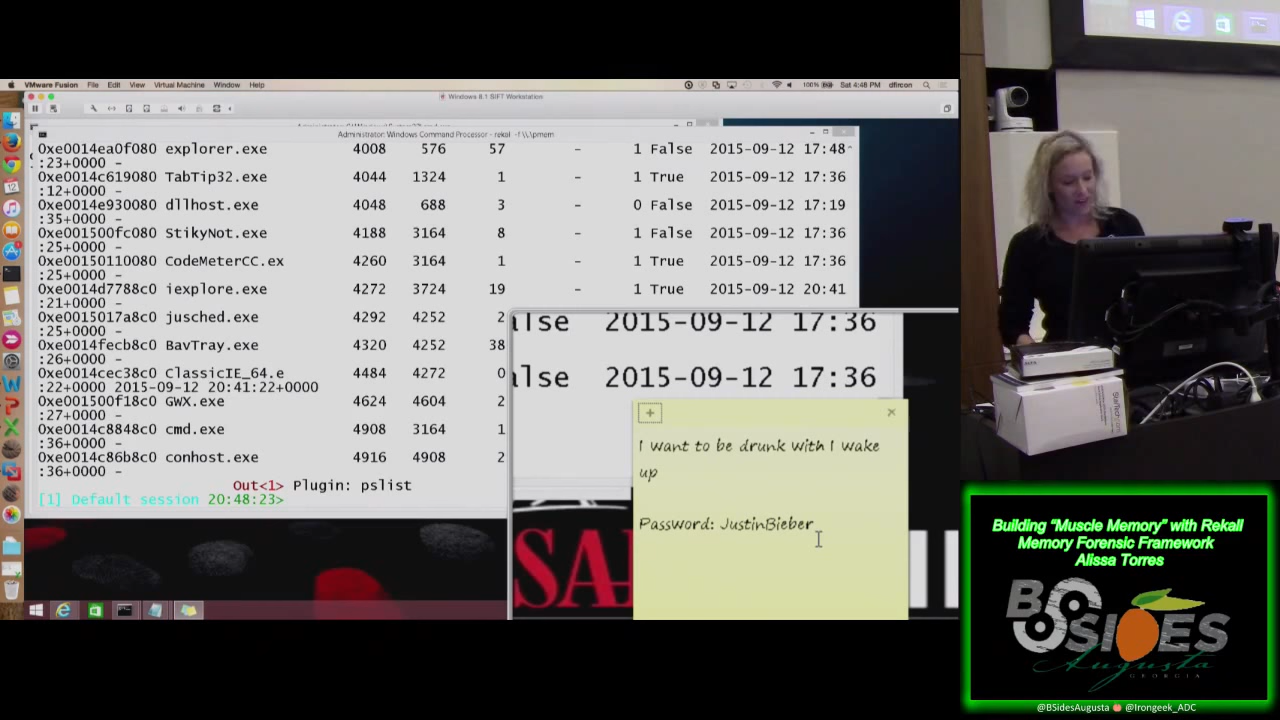 VMware Fusion File Edit View Virtual Machine Window Help 100% Sat 4:48 PM dfircon
Windows 8.1 SIFT Workstation
Administrator: Windows Command Processor - rekal -f \\.\pmem
0xe0014ea0f080 explorer.exe 4008 576 57 - 1 False 2015-09-12 17:48
:23+0000 -
0xe0014c619080 TabTip32.exe 4044 1324 1 - 1 True 2015-09-12 17:36
:12+0000 -
0xe0014e930080 dllhost.exe 4048 688 3 - 0 False 2015-09-12 17:19
:35+0000 -
0xe001500fc080 StikyNot.exe 4188 3164 8 - 1 False 2015-09-12 17:36
:25+0000 -
0xe00150110080 CodeMeterCC.ex 4260 3164 1 - 1 True 2015-09-12 17:36
:25+0000 -
0xe0014d7788c0 iexplore.exe 4272 3724 19 - 1 True 2015-09-12 20:41
:21+0000 -
0xe0015017a8c0 jusched.exe 4292 4252 2
:25+0000 -
0xe0014fecb8c0 BavTray.exe 4320 4252 38
:26+0000 -
0xe0014cec38c0 ClassicIE_64.e 4484 4272 0
:22+0000 2015-09-12 20:41:22+0000
0xe001500f18c0 GWX.exe 4624 4604 2
:27+0000 -
0xe0014c8848c0 cmd.exe 4908 3164 1
:36+0000 -
0xe0014c86b8c0 conhost.exe 4916 4908 2
:36+0000 -
Out<1> Plugin: pslist
[1] Default session 20:48:23>
alse 2015-09-12 17:36
alse 2015-09-12 17:36
I want to be drunk with I wake
up
Password: JustinBieber
SA
StarTech
Building “Muscle Memory” with Rekall
Memory Forensic Framework
Alissa Torres
BSIDES
Augusta
GEORGIA
@BSidesAugusta @Irongeek_ADC